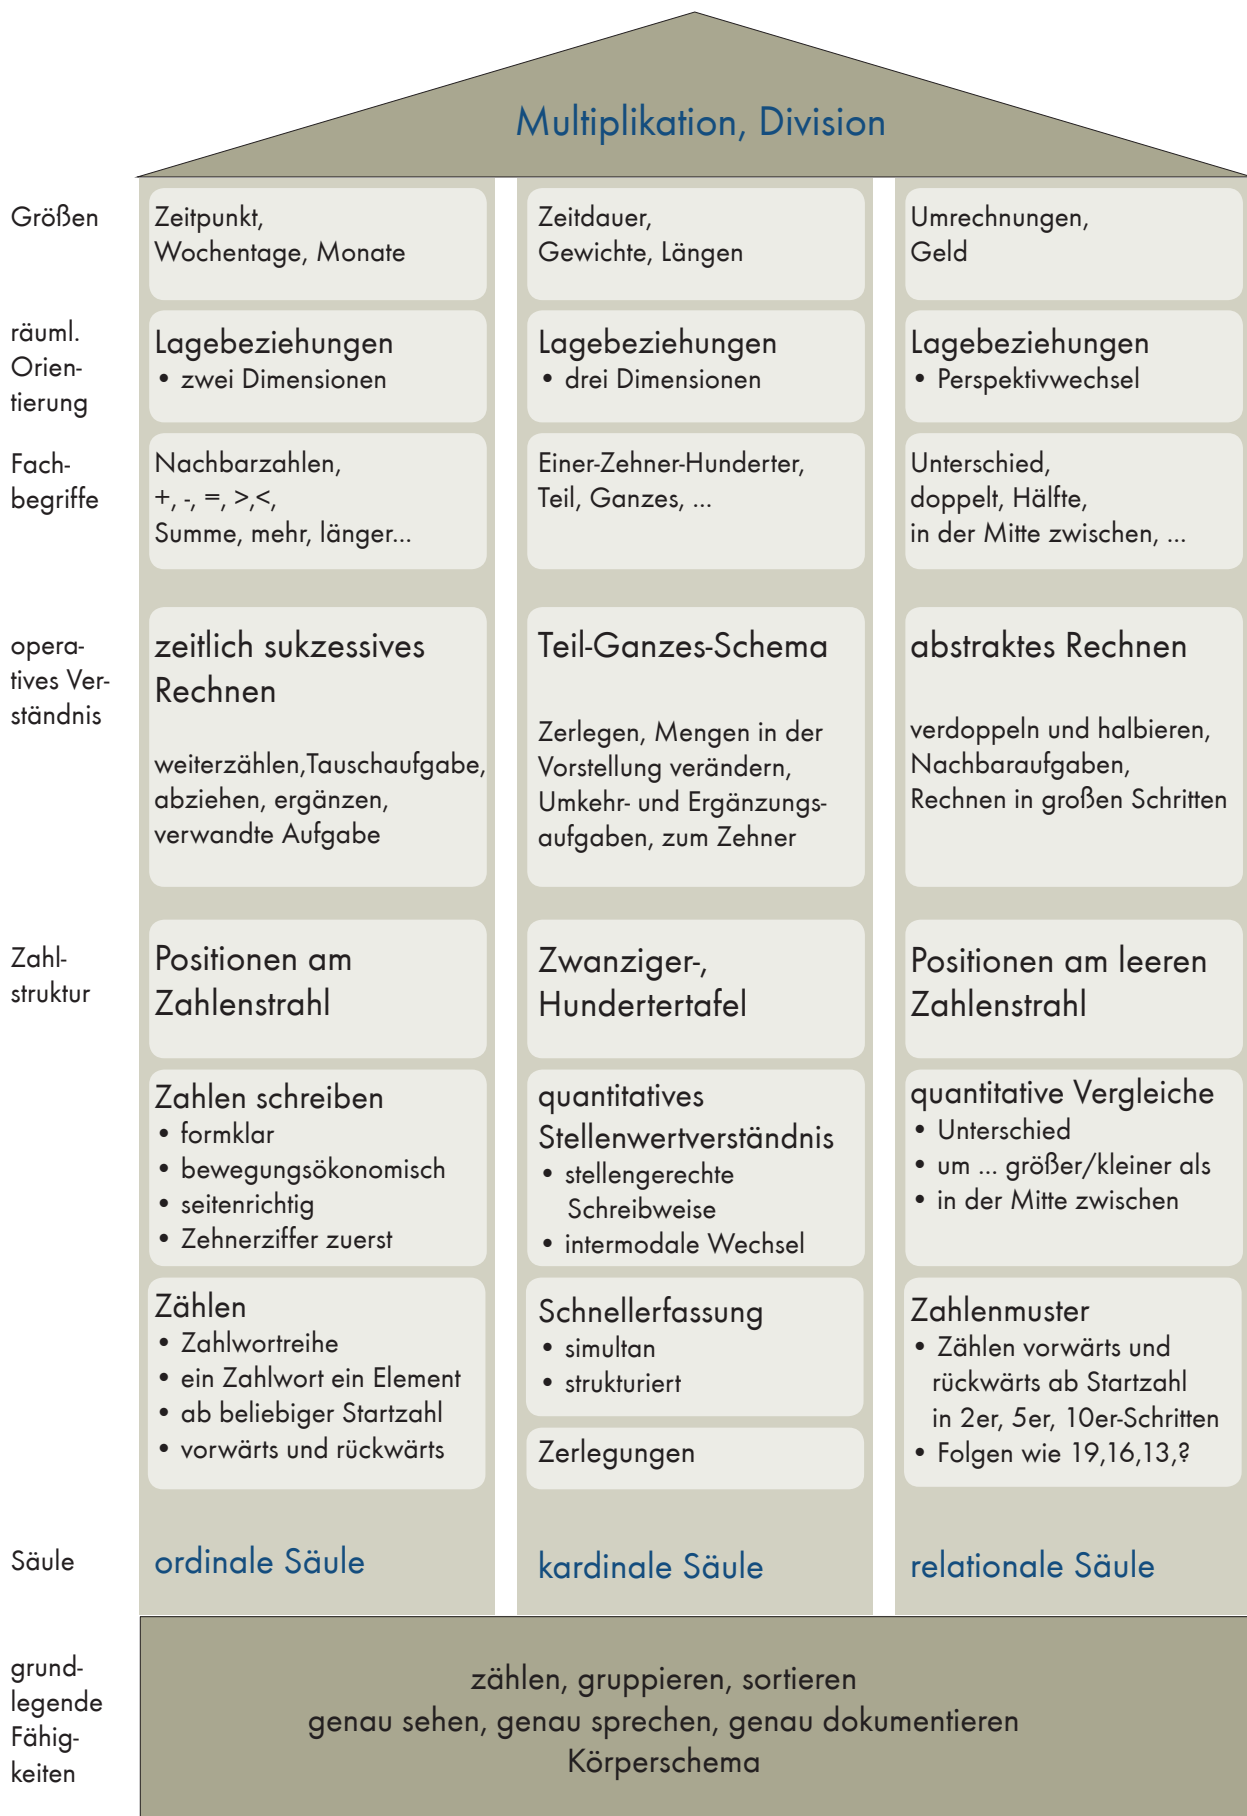 Multiplikation, Division
Größen
Zeitpunkt,
Wochentage, Monate
Zeitdauer,
Gewichte, Längen
Umrechnungen,
Geld
räuml.
Orien-
tierung
Lagebeziehungen
• zwei Dimensionen
Lagebeziehungen
• drei Dimensionen
Lagebeziehungen
• Perspektivwechsel
Fach-
begriffe
Nachbarzahlen,
+, -, =, >,<,
Summe, mehr, länger...
Einer-Zehner-Hunderter,
Teil, Ganzes, ...
Unterschied,
doppelt, Hälfte,
in der Mitte zwischen, ...
opera-
tives Ver-
ständnis
zeitlich sukzessives
Rechnen
weiterzählen,Tauschaufgabe,
abziehen, ergänzen,
verwandte Aufgabe
Teil-Ganzes-Schema
Zerlegen, Mengen in der
Vorstellung verändern,
Umkehr- und Ergänzungs-
aufgaben, zum Zehner
abstraktes Rechnen
verdoppeln und halbieren,
Nachbaraufgaben,
Rechnen in großen Schritten
Zahl-
struktur
Positionen am
Zahlenstrahl
Zwanziger-,
Hundertertafel
Positionen am leeren
Zahlenstrahl
Zahlen schreiben
• formklar
• bewegungsökonomisch
• seitenrichtig
• Zehnerziffer zuerst
quantitatives
Stellenwertverständnis
• stellengerechte
Schreibweise
• intermodale Wechsel
quantitative Vergleiche
• Unterschied
• um ... größer/kleiner als
• in der Mitte zwischen
Zählen
• Zahlwortreihe
• ein Zahlwort ein Element
• ab beliebiger Startzahl
• vorwärts und rückwärts
Schnellerfassung
• simultan
• strukturiert
Zerlegungen
Zahlenmuster
• Zählen vorwärts und
rückwärts ab Startzahl
in 2er, 5er, 10er-Schritten
• Folgen wie 19,16,13,?
Säule
ordinale Säule
kardinale Säule
relationale Säule
grund-
legende
Fähig-
keiten
zählen, gruppieren, sortieren
genau sehen, genau sprechen, genau dokumentieren
Körperschema